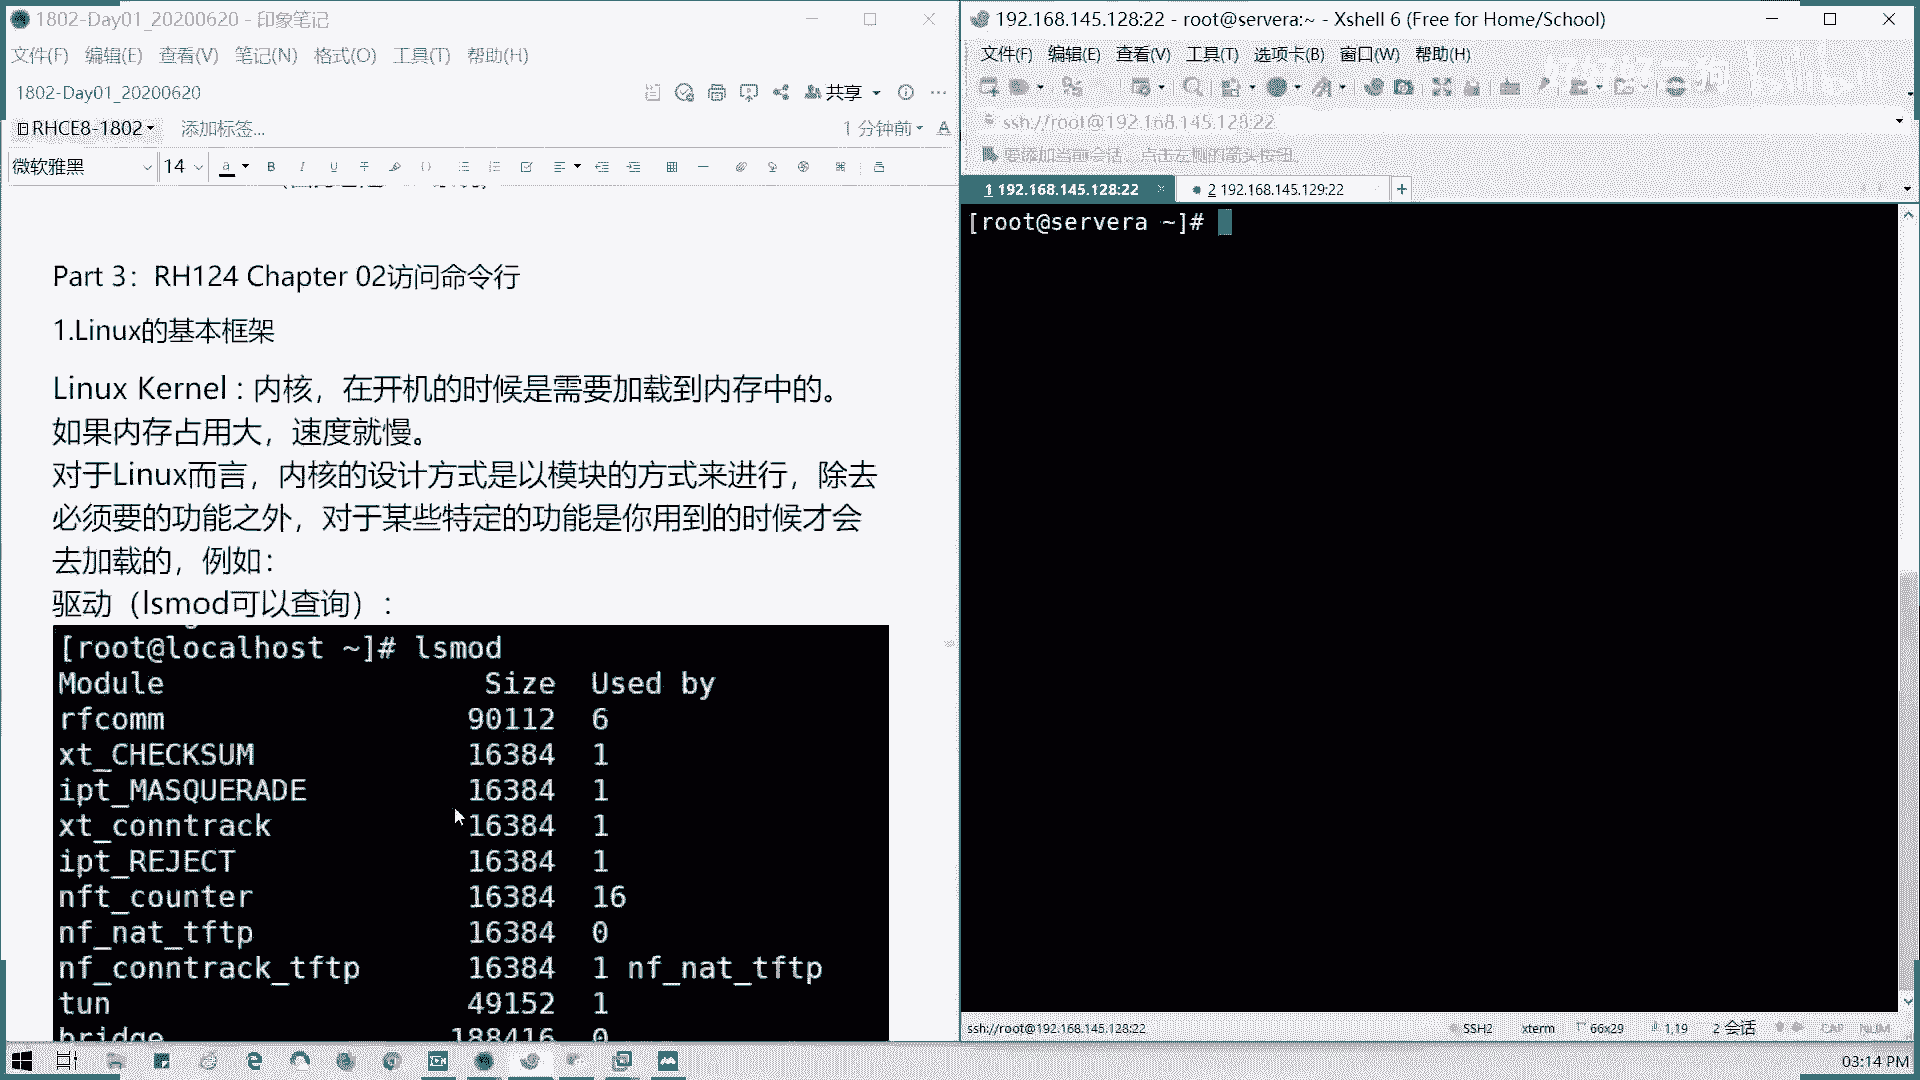 1802-Day01_20200620 - 印象笔记
文件(F) 编辑(E) 查看(V) 笔记(N) 格式(O) 工具(T) 帮助(H)
1802-Day01_20200620
共享
RHCE8-1802 添加标签...
1 分钟前
微软雅黑 14
Part 3：RH124 Chapter 02访问命令行
1.Linux的基本框架
Linux Kernel : 内核，在开机的时候是需要加载到内存中的。
如果内存占用大，速度就慢。
对于Linux而言，内核的设计方式是以模块的方式来进行，除去
必须要的功能之外，对于某些特定的功能是你用到的时候才会
去加载的，例如：
驱动（lsmod可以查询）：
[root@localhost ~]# lsmod
Module Size Used by
rfcomm 90112 6
xt_CHECKSUM 16384 1
ipt_MASQUERADE 16384 1
xt_conntrack 16384 1
ipt_REJECT 16384 1
nft_counter 16384 16
nf_nat_tftp 16384 0
nf_conntrack_tftp 16384 1 nf_nat_tftp
tun 49152 1
bridge 188416 0
192.168.145.128:22 - root@servera:~ - Xshell 6 (Free for Home/School)
文件(F) 编辑(E) 查看(V) 工具(T) 选项卡(B) 窗口(W) 帮助(H)
ssh://root@192.168.145.128:22
要添加当前会话，点击左侧的箭头按钮。
1 192.168.145.128:22
2 192.168.145.129:22
[root@servera ~]#
ssh://root@192.168.145.128:22
SSH2 xterm 66x29 1,19 2 会话 CAP NUM
03:14 PM